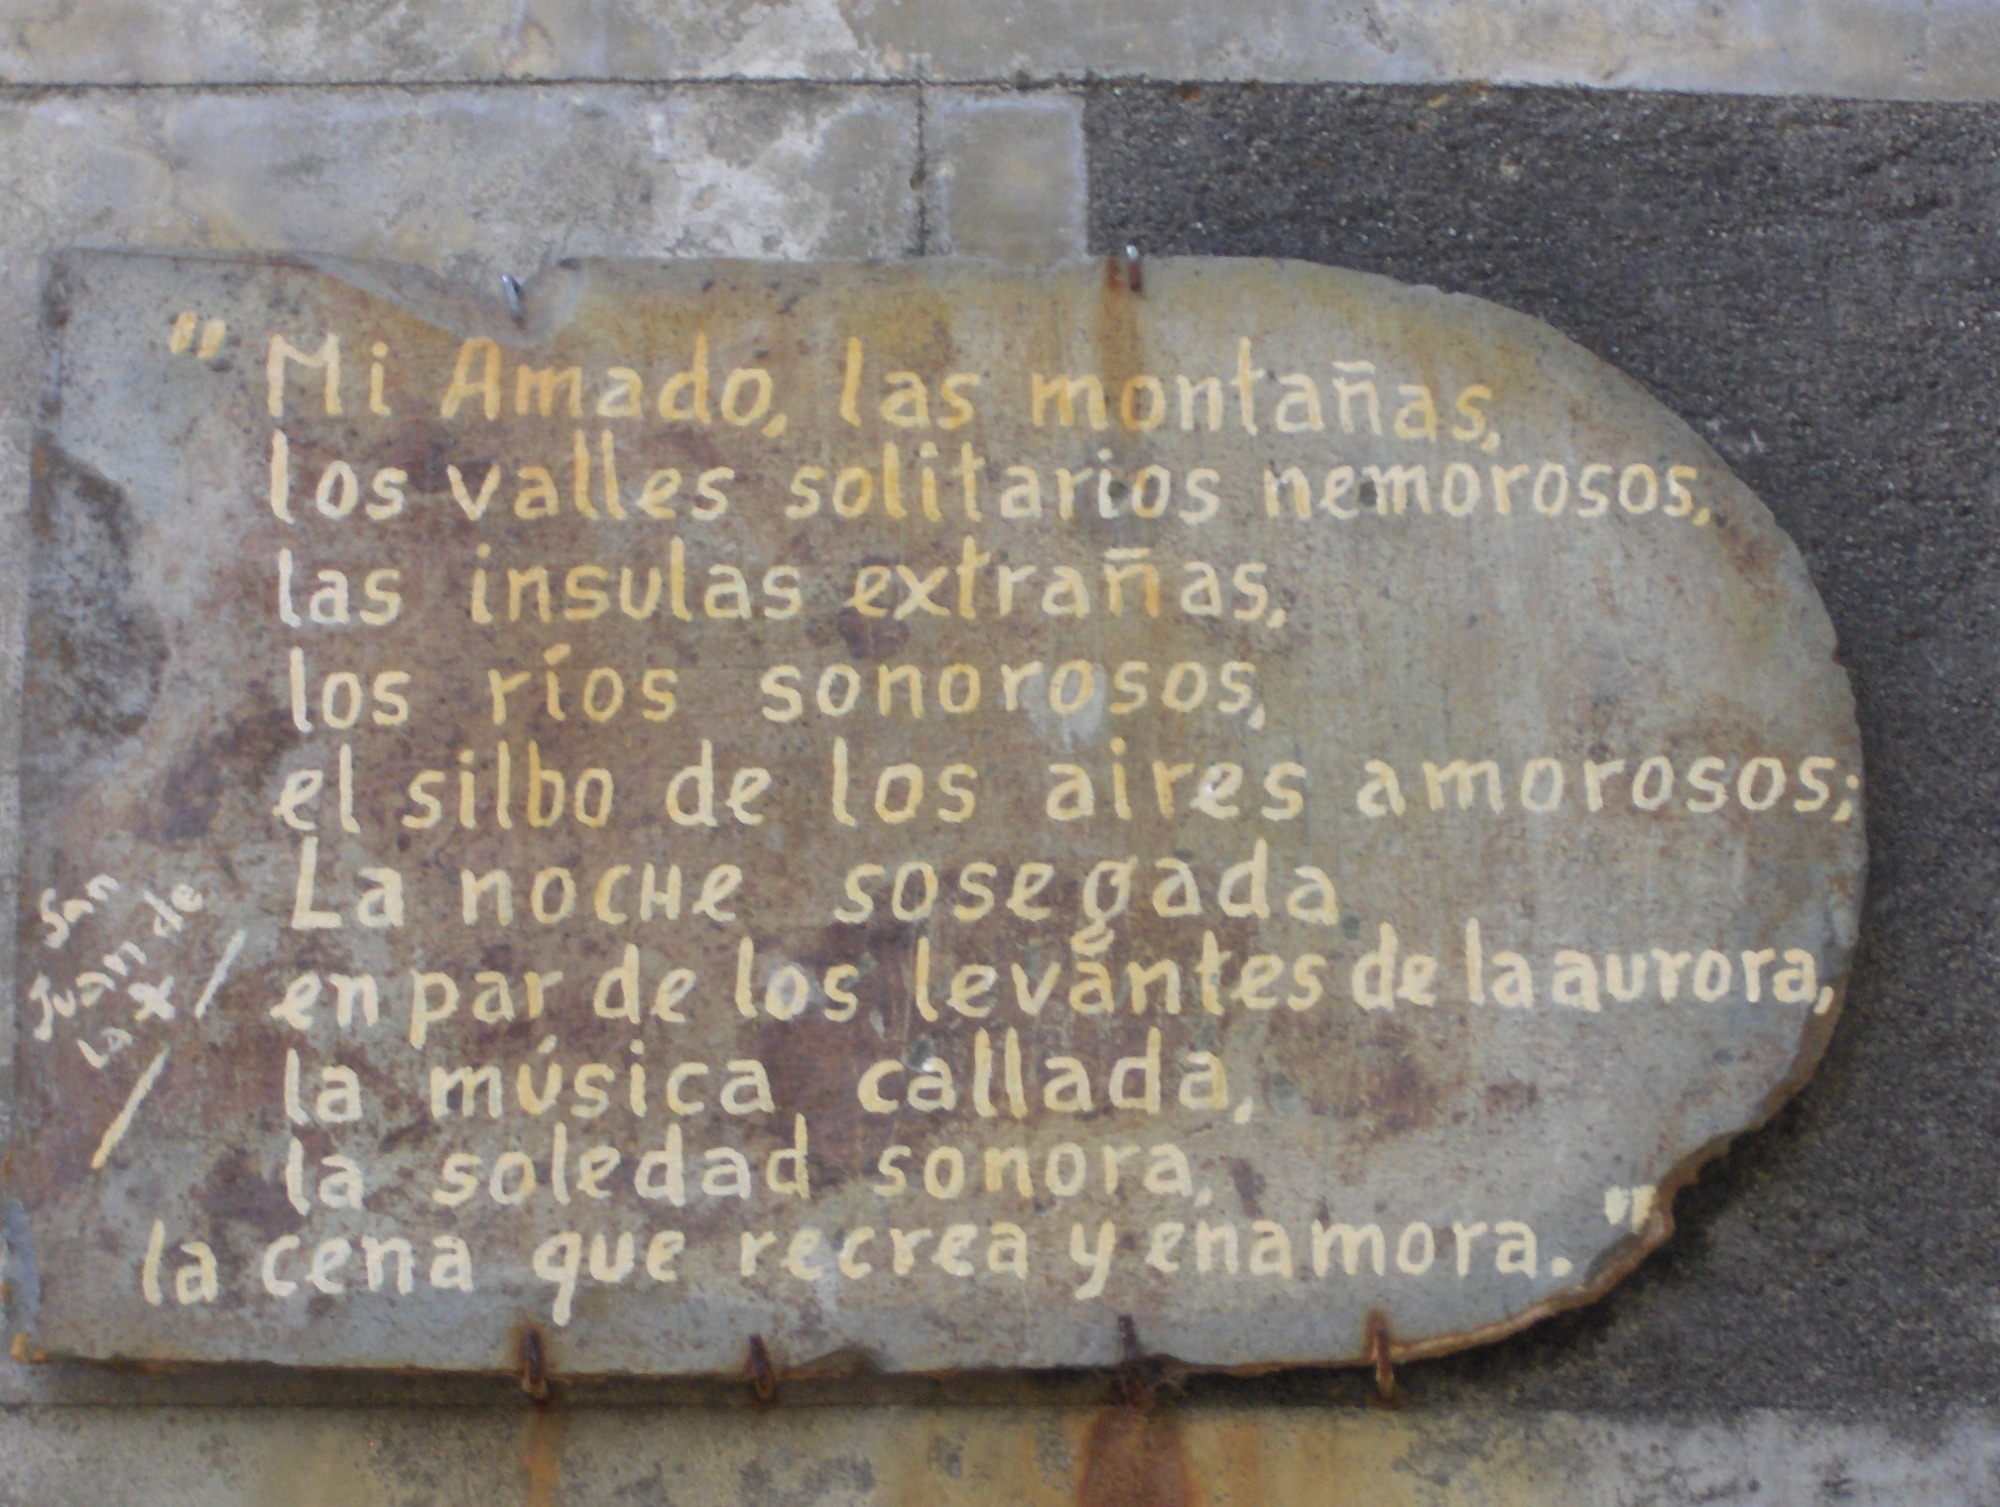 " Mi Amado, las montañas,
los valles solitarios nemorosos,
las insulas extrañas,
los ríos sonorosos,
el silbo de los aires amorosos;
La nocHe sosegada
en par de los levantes de la aurora,
la música, callada,
la soledad sonora,
la cena que recrea y enamora. "
San
Juan de
La X